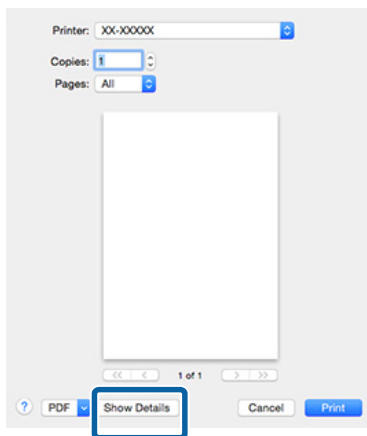 Printer: XX-XXXXX
Copies: 1
Pages: All
<< < 1 of 1 > >>
? PDF Show Details Cancel Print